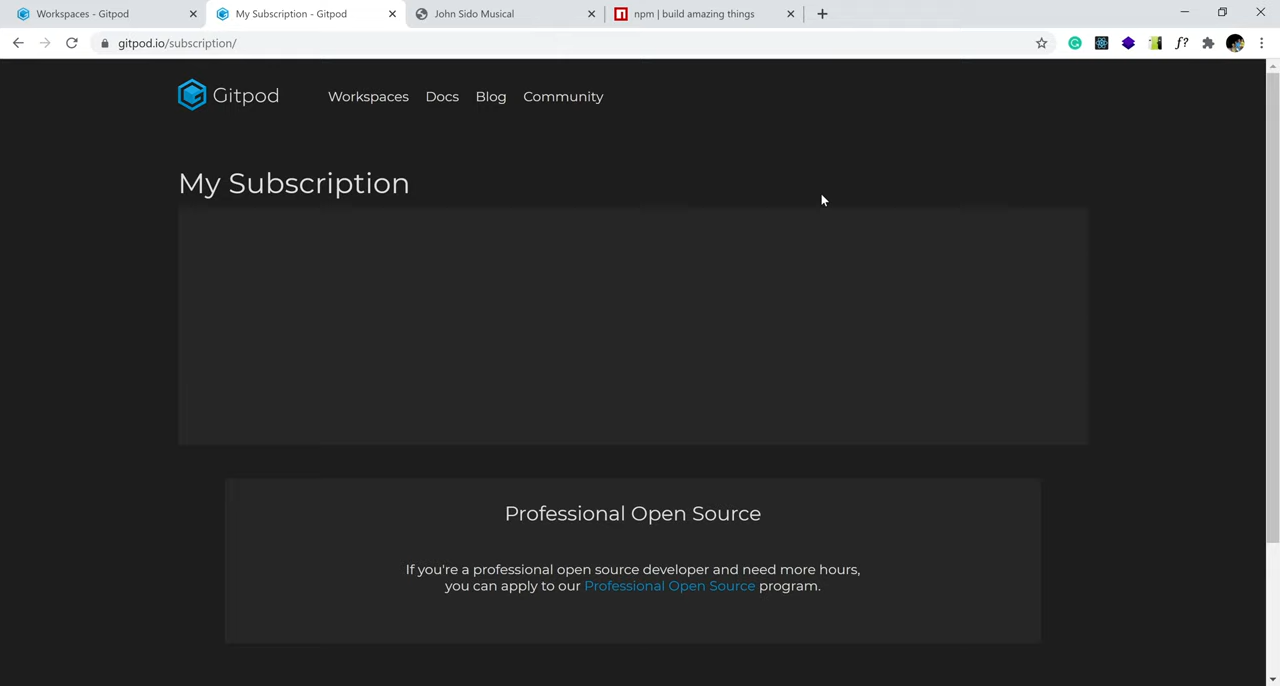 Workspaces - Gitpod
My Subscription - Gitpod
John Sido Musical
npm | build amazing things
gitpod.io/subscription/
f?
Gitpod
Workspaces
Docs
Blog
Community
My Subscription
Professional Open Source
If you're a professional open source developer and need more hours,
you can apply to our Professional Open Source program.